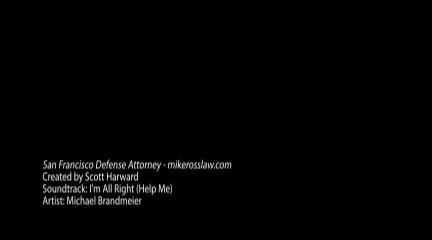 San Francisco Defense Attorney - mikerosslaw.com
Created by Scott Harward
Soundtrack: I'm All Right (Help Me)
Artist: Michael Brandmeier